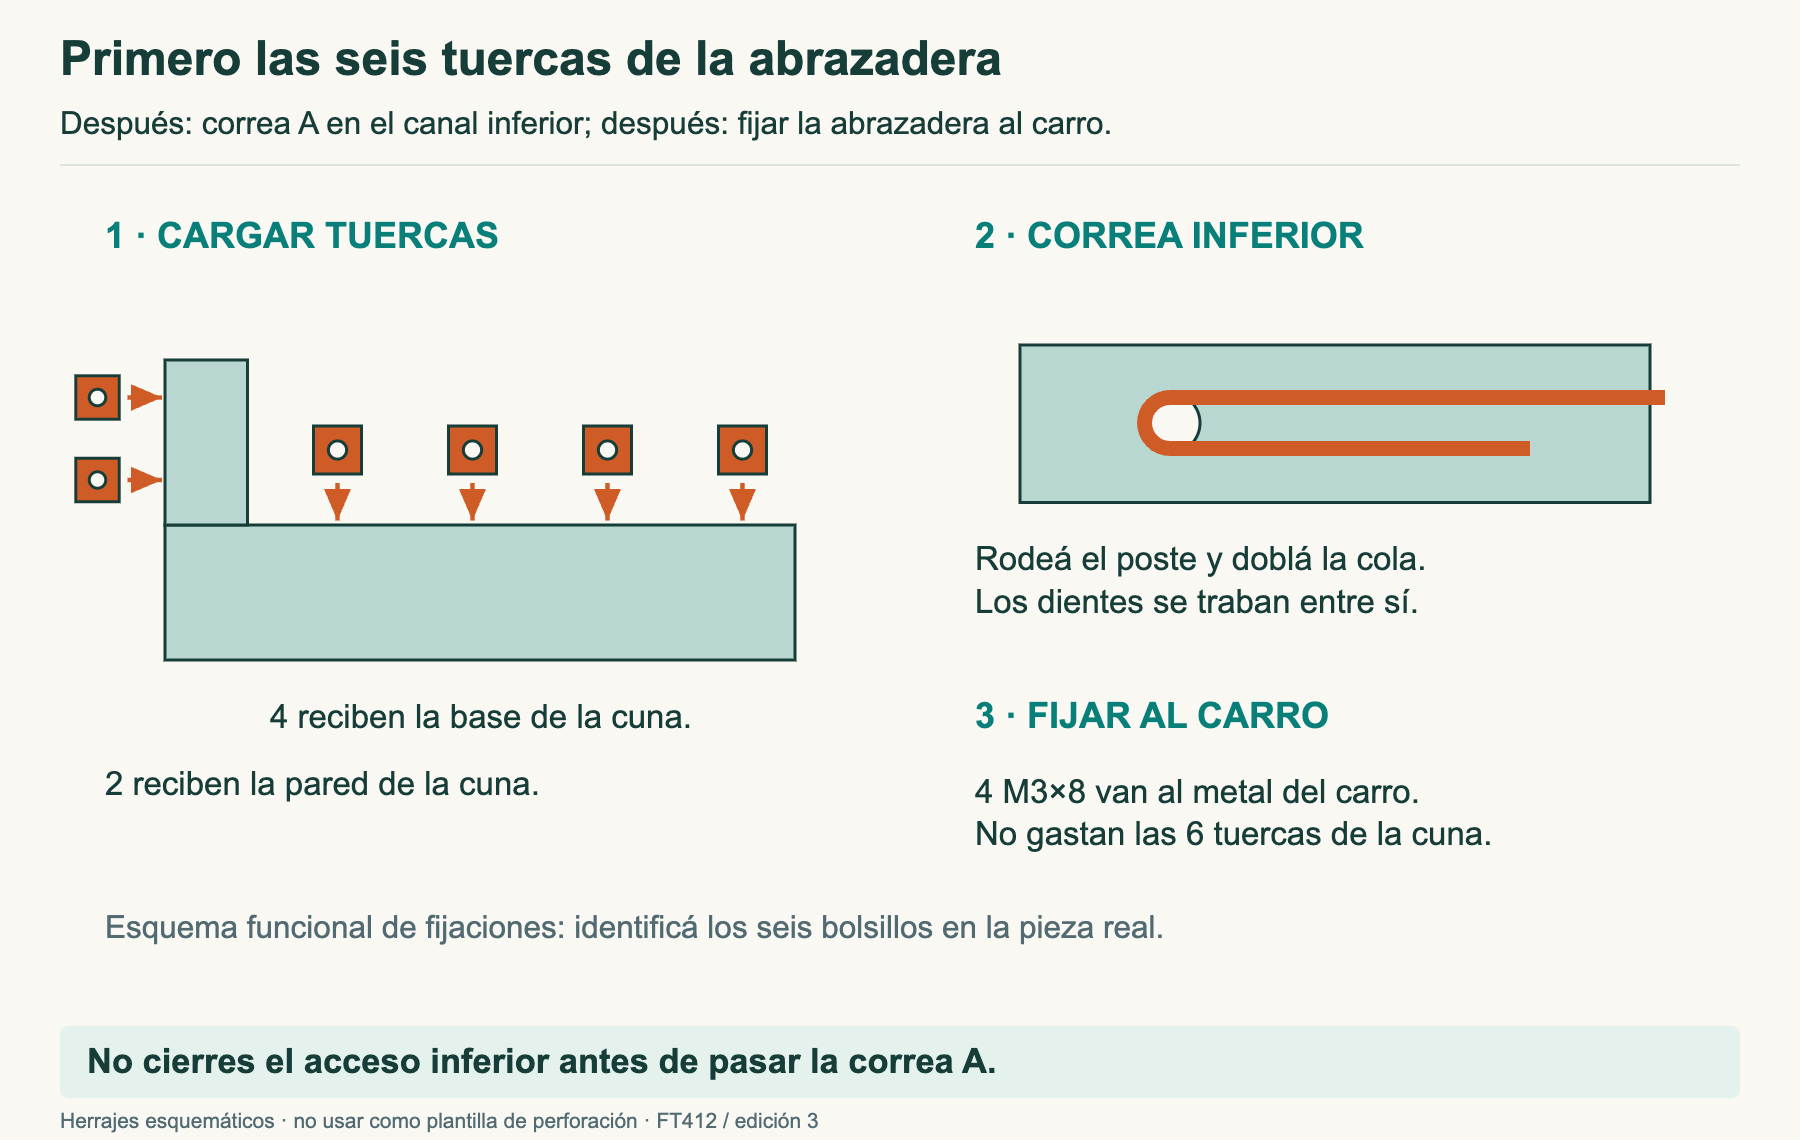 Primero las seis tuercas de la abrazadera
Después: correa A en el canal inferior; después: fijar la abrazadera al carro.
1 · CARGAR TUERCAS
4 reciben la base de la cuna.
2 reciben la pared de la cuna.
2 · CORREA INFERIOR
Rodeá el poste y doblá la cola.
Los dientes se traban entre sí.
3 · FIJAR AL CARRO
4 M3×8 van al metal del carro.
No gastan las 6 tuercas de la cuna.
Esquema funcional de fijaciones: identificá los seis bolsillos en la pieza real.
No cierres el acceso inferior antes de pasar la correa A.
Herrajes esquemáticos · no usar como plantilla de perforación · FT412 / edición 3